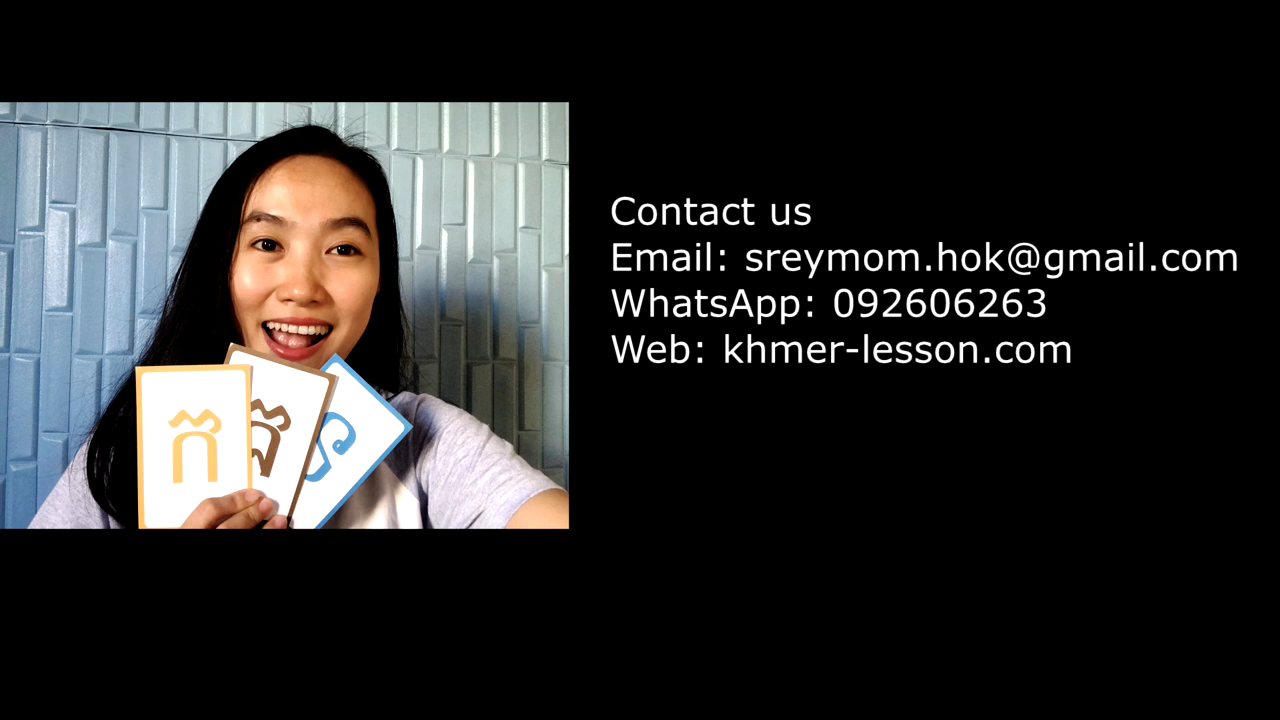 Contact us
Email: sreymom.hok@gmail.com
WhatsApp: 092606263
Web: khmer-lesson.com
ក